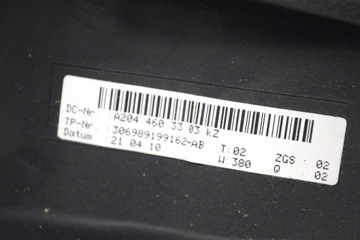 DC-Nr. :A204 460 33 03 kZ
TP-Nr. :306989199162-AB T:02 ZGS : 02
Datum :21 04 10 W:380 Q 02